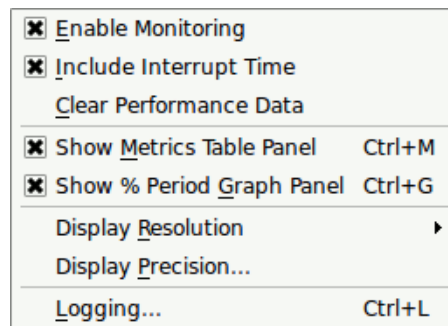 Enable Monitoring
Include Interrupt Time
Clear Performance Data
Show Metrics Table Panel Ctrl+M
Show % Period Graph Panel Ctrl+G
Display Resolution
Display Precision...
Logging... Ctrl+L